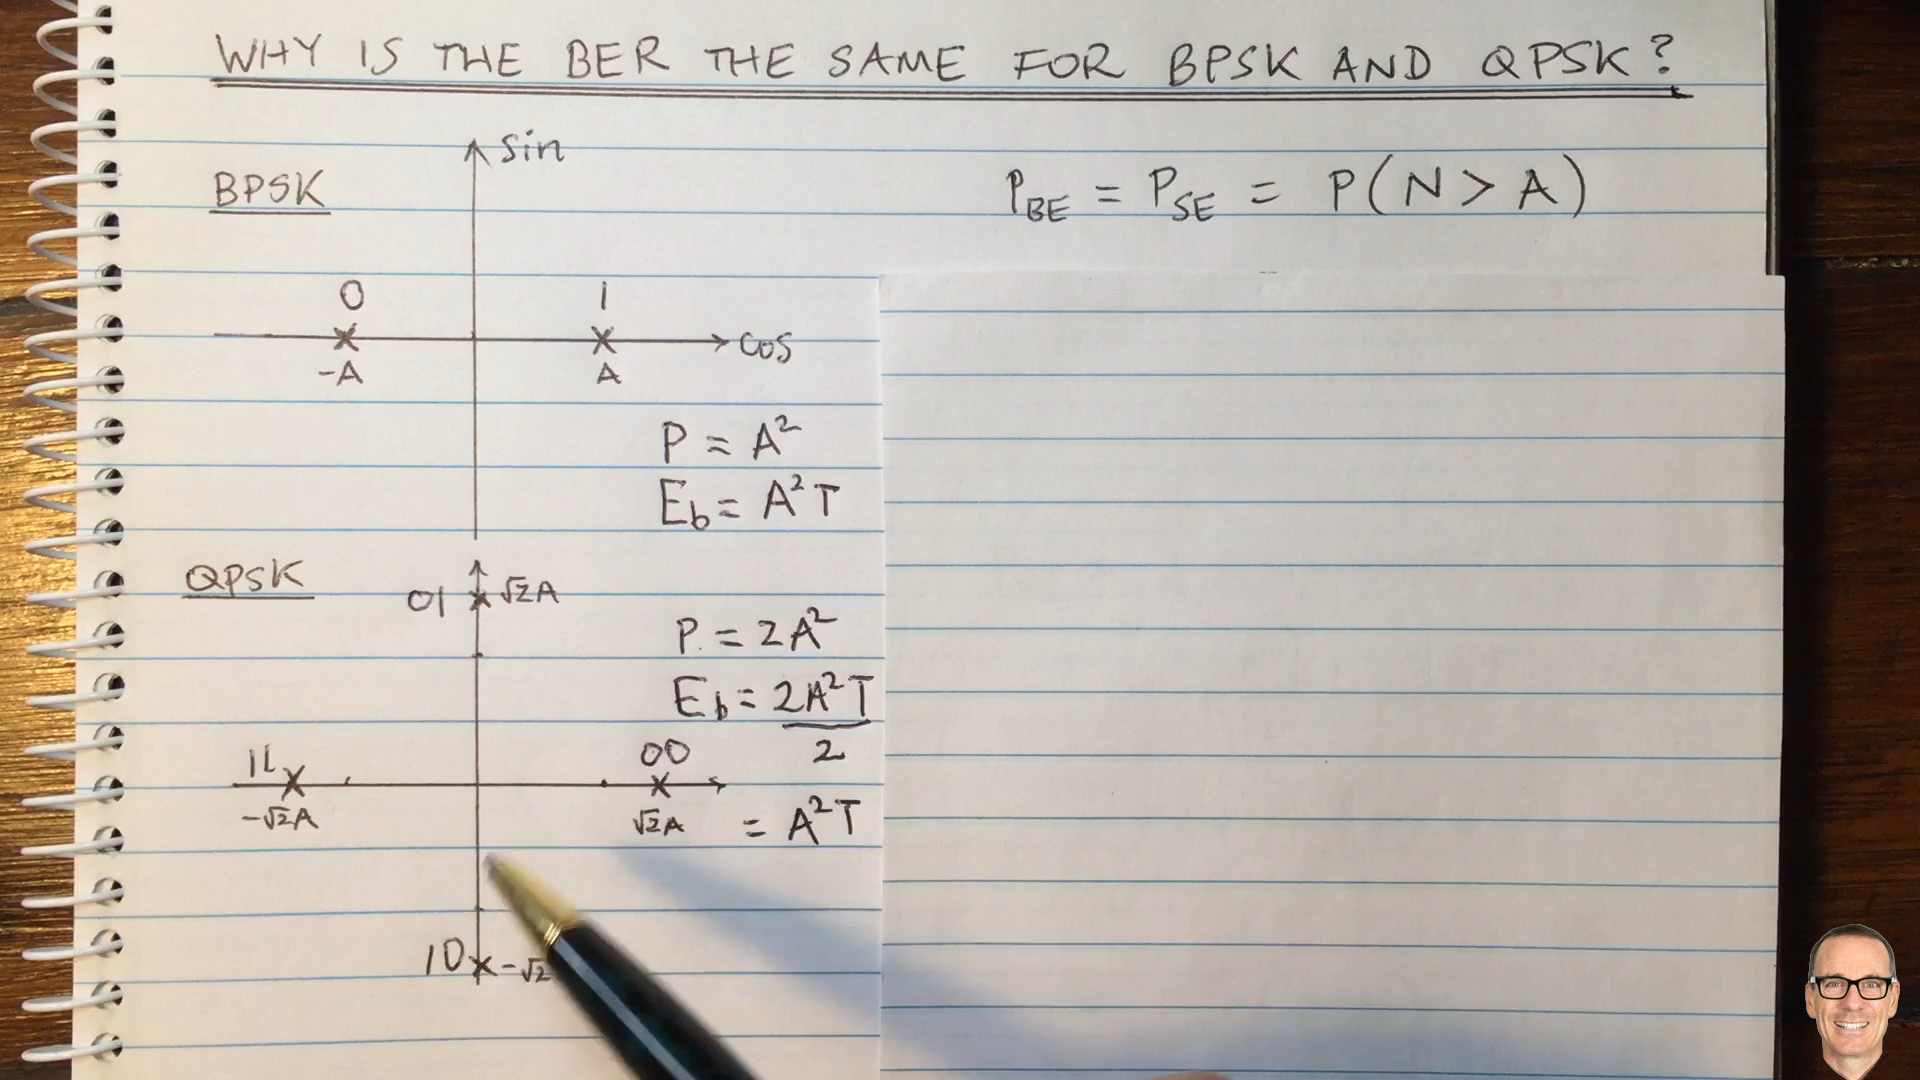 WHY IS THE BER THE SAME FOR BPSK AND QPSK?
sin
BPSK
P_BE = P_SE = P(N > A)
0 1
cos
-A A
P = A²
E_b = A²T
QPSK
01 √2A
P = 2A²
E_b = 2A²T
2
11 00
-√2A √2A
= A²T
10 -√2